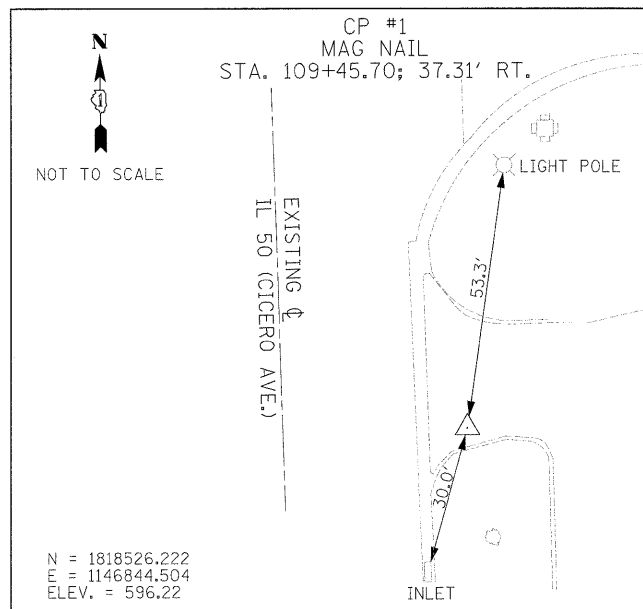 CP #1
MAG NAIL
STA. 109+45.70; 37.31' RT.
N
1
NOT TO SCALE
LIGHT POLE
EXISTING ℄
IL 50 (CICERO AVE.)
53.3'
30.0'
N = 1818526.222
E = 1146844.504
ELEV. = 596.22
INLET